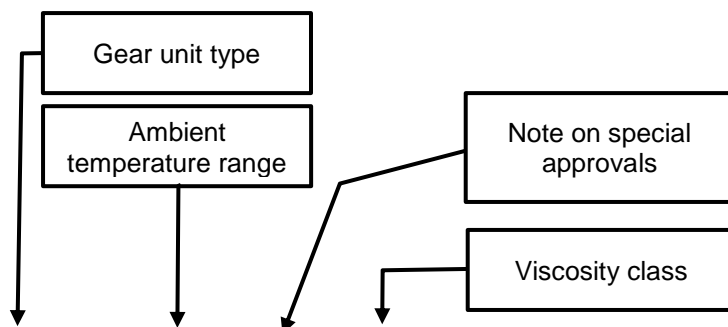 Gear unit type
Ambient
temperature range
Note on special
approvals
Viscosity class